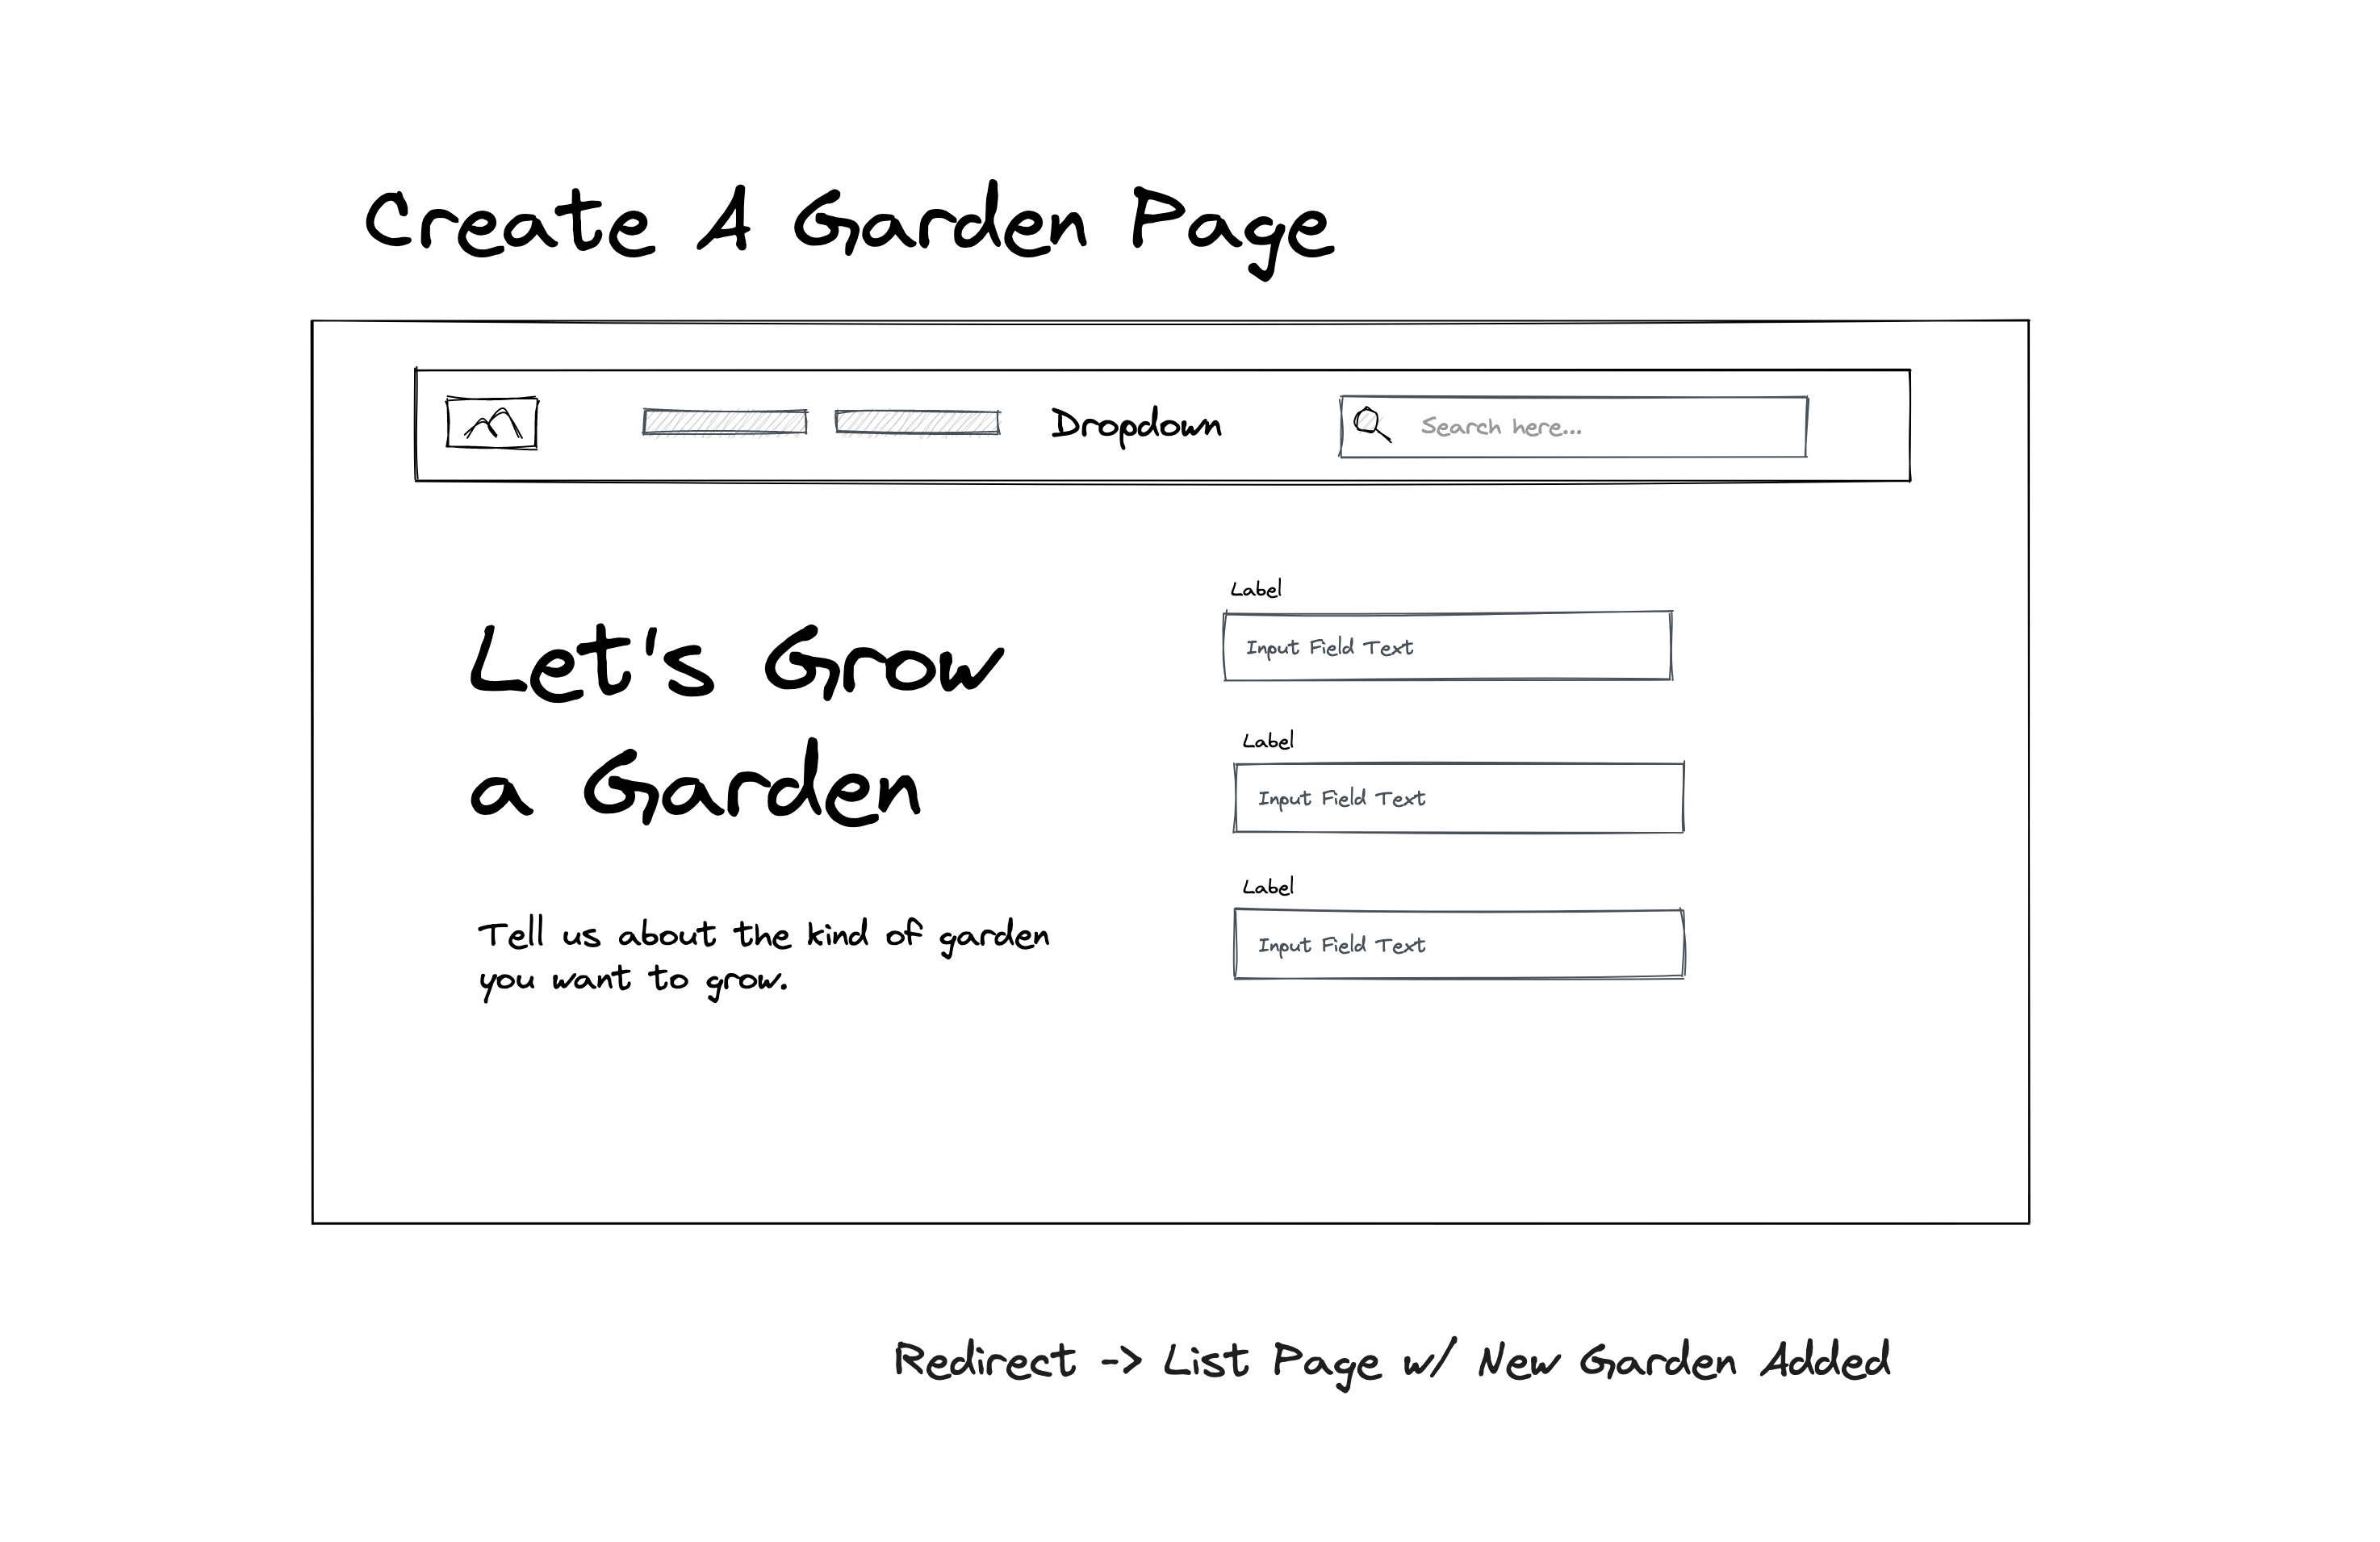 Create A Garden Page
Dropdown
Search here...
Let's Grow
a Garden
Tell us about the kind of garden
you want to grow.
Label
Input Field Text
Label
Input Field Text
Label
Input Field Text
Redirect -> List Page w/ New Garden Added